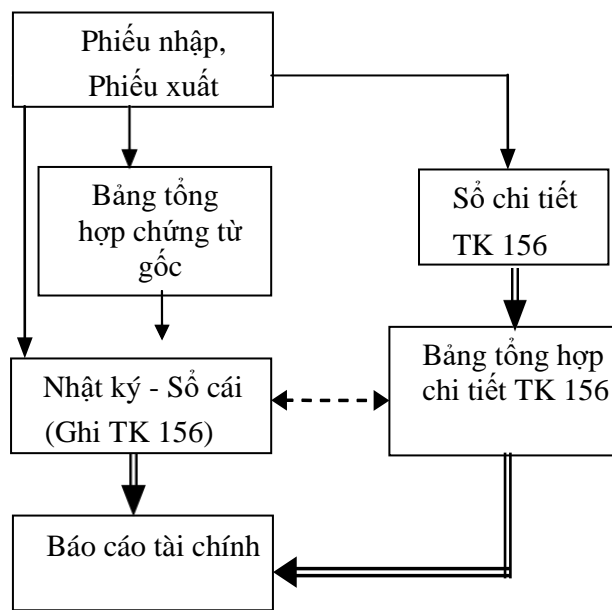 Phiếu nhập,
Phiếu xuất
Bảng tổng
hợp chứng từ
gốc
Sổ chi tiết
TK 156
Nhật ký - Sổ cái
(Ghi TK 156)
Bảng tổng hợp
chi tiết TK 156
Báo cáo tài chính